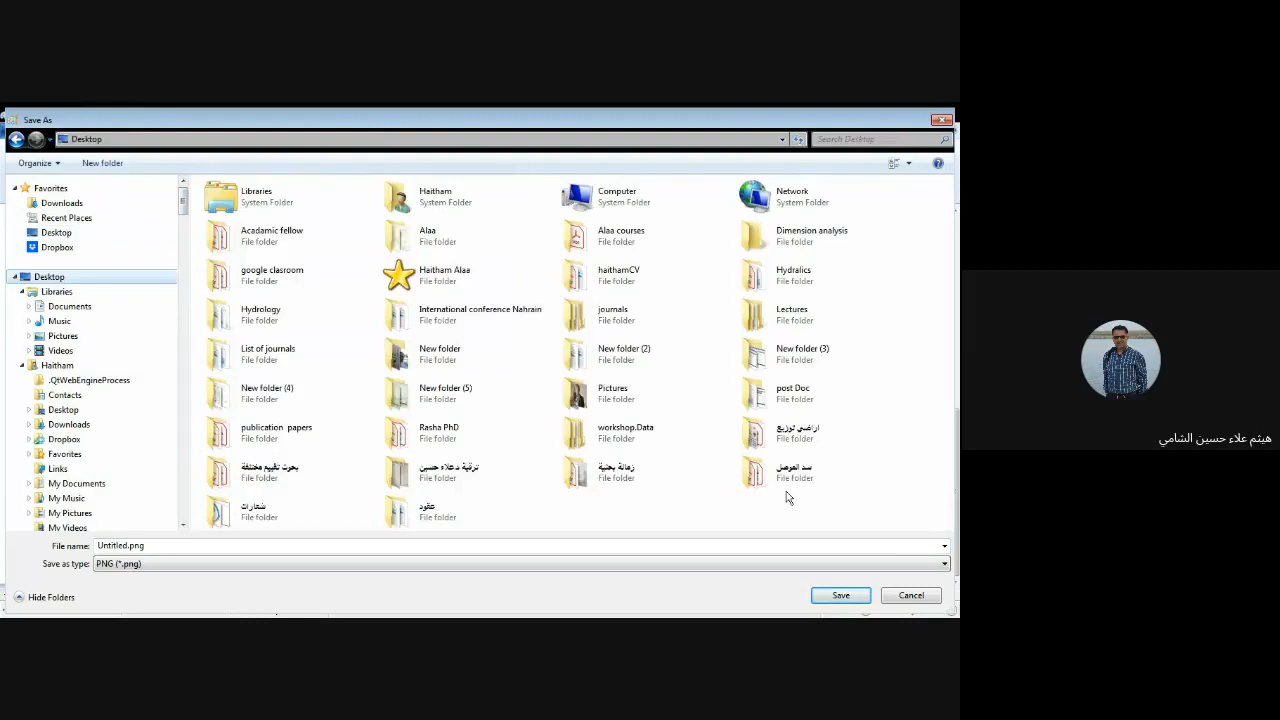 Save As
Desktop
Search Desktop
Organize
New folder
Favorites
Downloads
Recent Places
Desktop
Dropbox
Desktop
Libraries
Documents
Music
Pictures
Videos
Haitham
.QtWebEngineProcess
Contacts
Desktop
Downloads
Dropbox
Favorites
Links
My Documents
My Music
My Pictures
My Videos
Libraries
System Folder
Haitham
System Folder
Computer
System Folder
Network
System Folder
Acadamic fellow
File folder
Alaa
File folder
Alaa courses
File folder
Dimension analysis
File folder
google clasroom
File folder
Haitham Alaa
File folder
haithamCV
File folder
Hydralics
File folder
Hydrology
File folder
International conference Nahrain
File folder
journals
File folder
Lectures
File folder
List of journals
File folder
New folder
File folder
New folder (2)
File folder
New folder (3)
File folder
New folder (4)
File folder
New folder (5)
File folder
Pictures
File folder
post Doc
File folder
publication papers
File folder
Rasha PhD
File folder
workshop.Data
File folder
اراضي توزيع
File folder
بحوث تقييم مختلفة
File folder
ترقية د.علاء حسين
File folder
زمالة بحثية
File folder
سد الموصل
File folder
شعارات
File folder
عقود
File folder
File name: Untitled.png
Save as type: PNG (*.png)
Hide Folders
Save
Cancel
هيثم علاء حسين الشامي